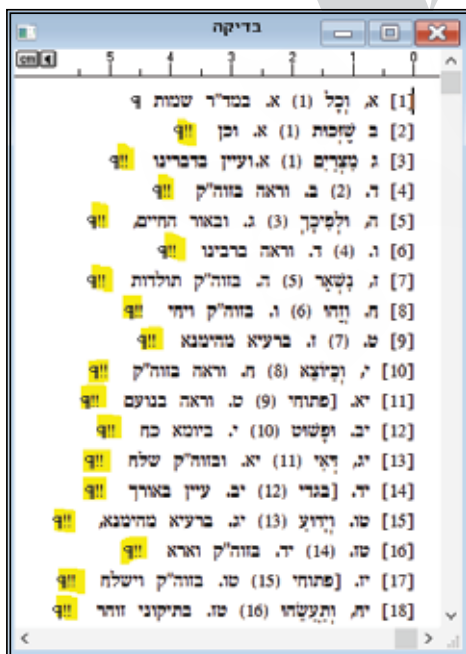 בדיקה
cm 5 4 3 2 1 0
[1] א, וְכָל (1) א. במד"ר שמות ¶
[2] ב שֶׁזְּכוּת (1) א. וכן !!¶
[3] ג מִצְרַיִם (1) א.ועיין בדברינו !!¶
[4] ד. (2) ב. וראה בזוה"ק !!¶
[5] ה, וּלְפִיכָךְ (3) ג. ובאור החיים, !!¶
[6] ו. (4) ד. וראה ברבינו !!¶
[7] ז, נִשְׁאַר (5) ה. בזוה"ק תולדות !!¶
[8] ח. וְזֵהוּ (6) ו. בזוה"ק ויחי !!¶
[9] ט. (7) ז. ברעיא מהימנא !!¶
[10] י, וְכַיּוֹצֵא (8) ח. וראה בזוה"ק !!¶
[11] יא. [פתוחי (9) ט. וראה בנועם !!¶
[12] יב. וּפָשׁוּט (10) י. ביומא כח !!¶
[13] יג, דְּאִי (11) יא. ובזוה"ק שלח !!¶
[14] יד. [בגדי (12) יב. עיין באורך !!¶
[15] טו. וְיָדוּעַ (13) יג. ברעיא מהימנא, !!¶
[16] טז. (14) יד. בזוה"ק וארא !!¶
[17] יז. [פתוחי (15) טו. בזוה"ק וישלח !!¶
[18] יח, וְתַעֲשֵׂהוּ (16) טז. בתיקוני זוהר !!¶